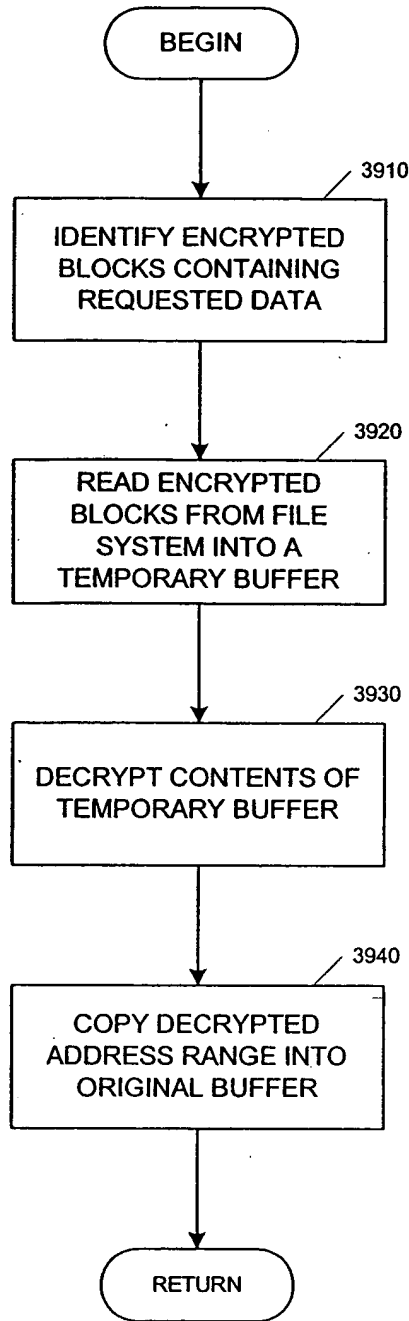 BEGIN
3910
IDENTIFY ENCRYPTED
BLOCKS CONTAINING
REQUESTED DATA
3920
READ ENCRYPTED
BLOCKS FROM FILE
SYSTEM INTO A
TEMPORARY BUFFER
3930
DECRYPT CONTENTS OF
TEMPORARY BUFFER
3940
COPY DECRYPTED
ADDRESS RANGE INTO
ORIGINAL BUFFER
RETURN